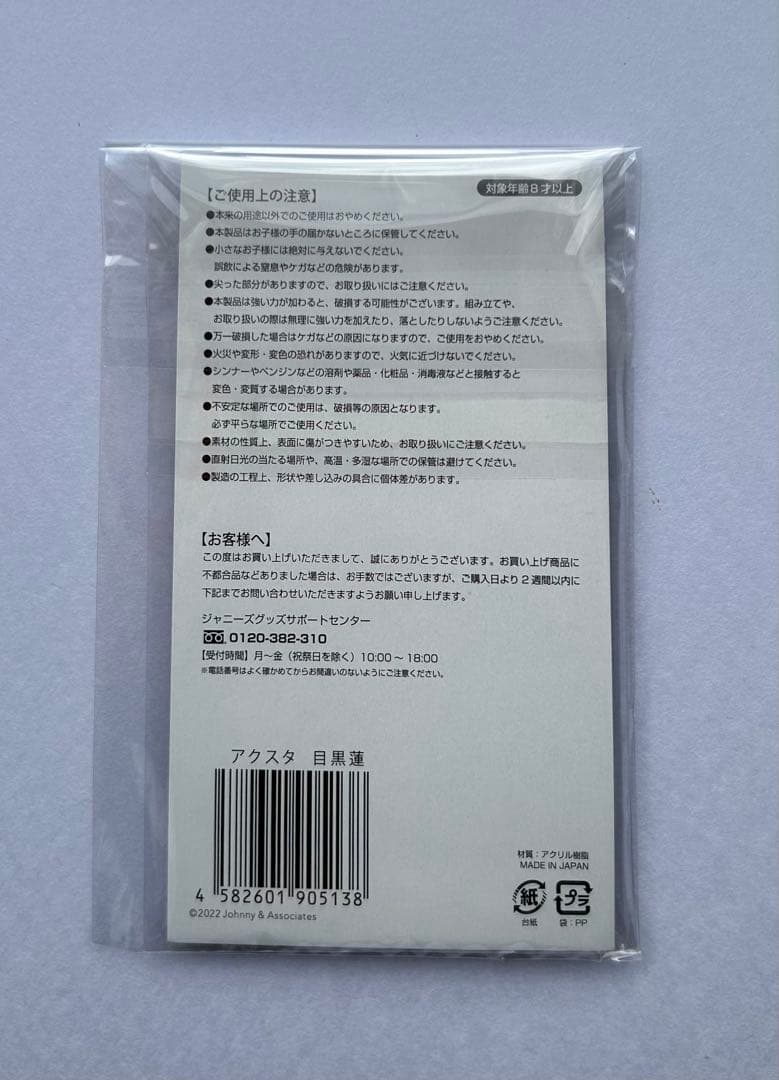 【ご使用上の注意】
対象年齢8才以上
●本来の用途以外でのご使用はおやめください。
●本製品はお子様の手の届かないところに保管してください。
●小さなお子様には絶対に与えないでください。
誤飲による窒息やケガなどの危険があります。
●尖った部分がありますので、お取り扱いにはご注意ください。
●本製品は強い力が加わると、破損する可能性がございます。組み立てや、
お取り扱いの際は無理に強い力を加えたり、落としたりしないようご注意ください。
●万一破損した場合はケガなどの原因になりますので、ご使用をおやめください。
●火災や変形・変色の恐れがありますので、火気に近づけないでください。
●シンナーやベンジンなどの溶剤や薬品・化粧品・消毒液などと接触すると
変色・変質する場合があります。
●不安定な場所でのご使用は、破損等の原因となります。
必ず平らな場所でご使用ください。
●素材の性質上、表面に傷がつきやすいため、お取り扱いにご注意ください。
●直射日光の当たる場所や、高温・多湿な場所での保管は避けてください。
●製造の工程上、形状や差し込みの具合に個体差があります。
【お客様へ】
この度はお買い上げいただきまして、誠にありがとうございます。お買い上げ商品に
不都合品などありました場合は、お手数ではございますが、ご購入日より2週間以内に
下記までお問い合わせいただきますようお願い申し上げます。
ジャニーズグッズサポートセンター
0120-382-310
【受付時間】月〜金（祝祭日を除く）10:00〜18:00
※電話番号はよく確かめてからお間違いのないようにご注意ください。
アクスタ 目黒蓮
4 582601 905138
©2022 Johnny & Associates
材質：アクリル樹脂
MADE IN JAPAN
紙 プラ
台紙 袋：PP